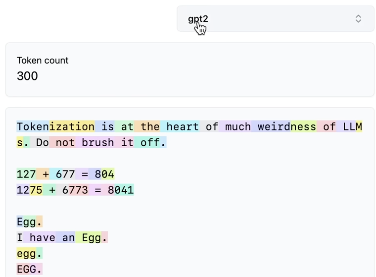 gpt2
Token count
300
Tokenization is at the heart of much weirdness of LLM
s. Do not brush it off.
127 + 677 = 804
1275 + 6773 = 8041
Egg.
I have an Egg.
egg.
EGG.